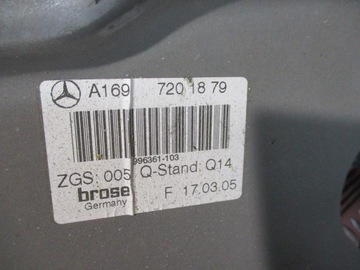 A169 720 18 79
996361-103
ZGS: 005 Q-Stand: Q14
brose F 17.03.05
Germany